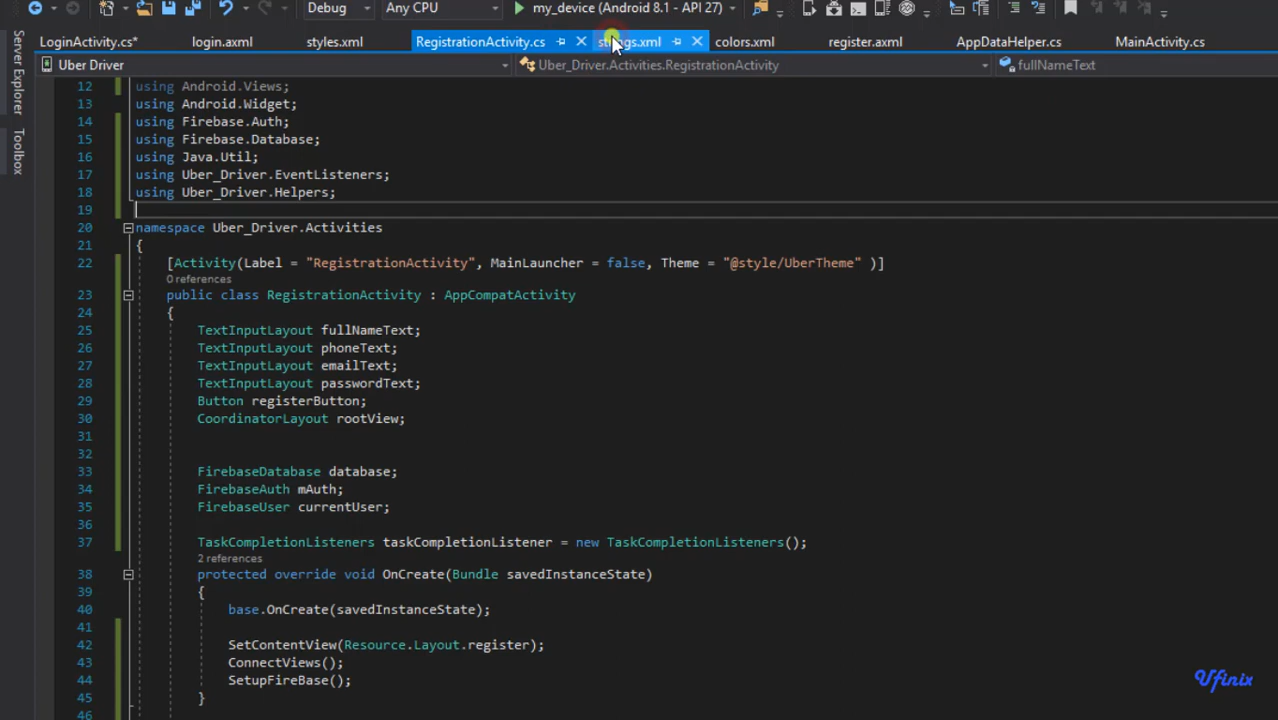 Debug Any CPU my_device (Android 8.1 - API 27)
LoginActivity.cs* login.axml styles.xml RegistrationActivity.cs strings.xml colors.xml register.axml AppDataHelper.cs MainActivity.cs
Server Explorer
Toolbox
Uber Driver Uber_Driver.Activities.RegistrationActivity fullNameText
12 using Android.Views;
13 using Android.Widget;
14 using Firebase.Auth;
15 using Firebase.Database;
16 using Java.Util;
17 using Uber_Driver.EventListeners;
18 using Uber_Driver.Helpers;
19
20 namespace Uber_Driver.Activities
21 {
22 [Activity(Label = "RegistrationActivity", MainLauncher = false, Theme = "@style/UberTheme" )]
0 references
23 public class RegistrationActivity : AppCompatActivity
24 {
25 TextInputLayout fullNameText;
26 TextInputLayout phoneText;
27 TextInputLayout emailText;
28 TextInputLayout passwordText;
29 Button registerButton;
30 CoordinatorLayout rootView;
31
32
33 FirebaseDatabase database;
34 FirebaseAuth mAuth;
35 FirebaseUser currentUser;
36
37 TaskCompletionListeners taskCompletionListener = new TaskCompletionListeners();
2 references
38 protected override void OnCreate(Bundle savedInstanceState)
39 {
40 base.OnCreate(savedInstanceState);
41
42 SetContentView(Resource.Layout.register);
43 ConnectViews();
44 SetupFireBase();
45 }
46
Ufinix